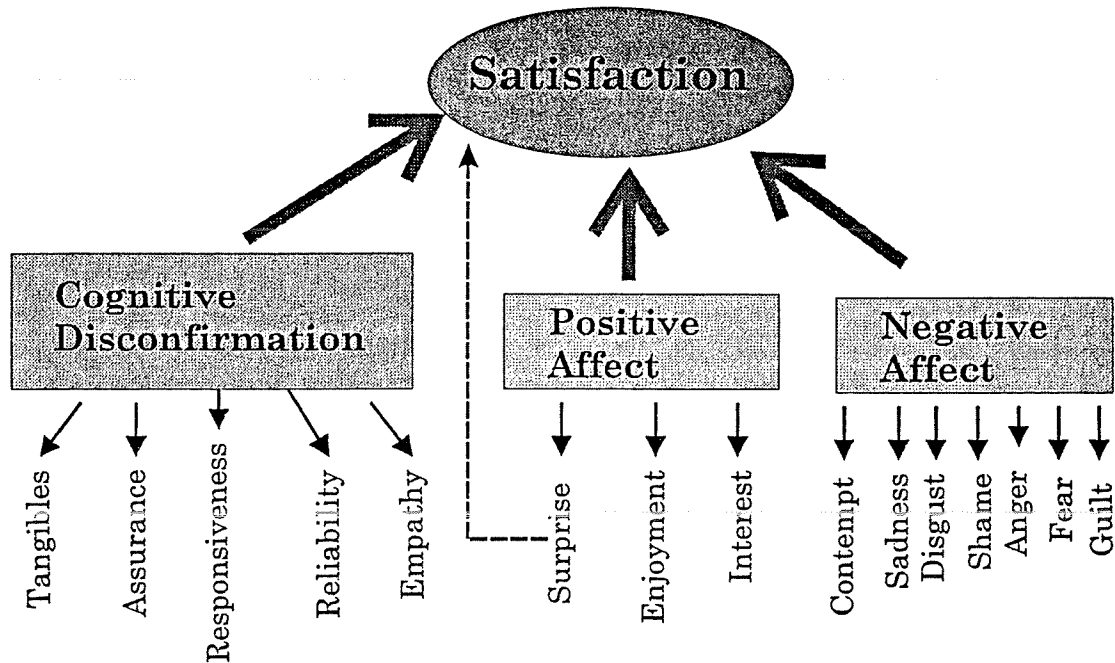 Satisfaction
Cognitive
Disconfirmation
Positive
Affect
Negative
Affect
Tangibles
Assurance
Responsiveness
Reliability
Empathy
Surprise
Enjoyment
Interest
Contempt
Sadness
Disgust
Shame
Anger
Fear
Guilt